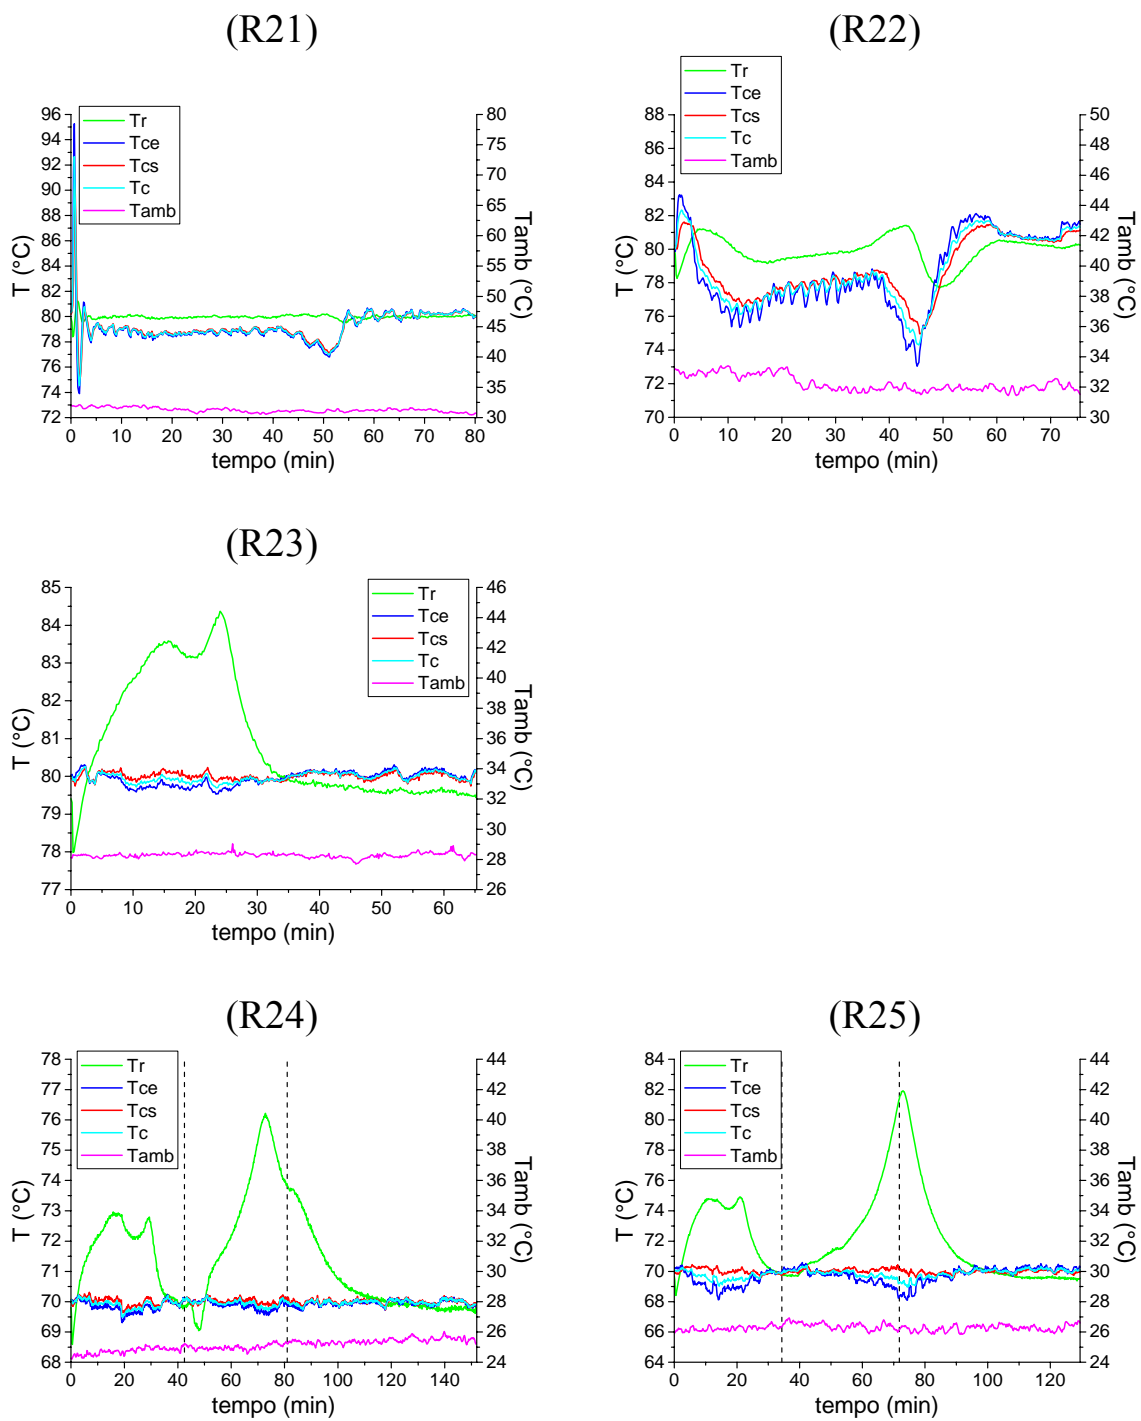 (R21)
Tr
Tce
Tcs
Tc
Tamb
96
94
92
90
88
86
84
82
80
78
76
74
72
T (°C)
80
75
70
65
60
55
50
45
40
35
30
Tamb (°C)
0 10 20 30 40 50 60 70 80
tempo (min)
(R22)
Tr
Tce
Tcs
Tc
Tamb
88
86
84
82
80
78
76
74
72
70
T (°C)
50
48
46
44
42
40
38
36
34
32
30
Tamb (°C)
0 10 20 30 40 50 60 70
tempo (min)
(R23)
Tr
Tce
Tcs
Tc
Tamb
85
84
83
82
81
80
79
78
77
T (°C)
46
44
42
40
38
36
34
32
30
28
26
Tamb (°C)
0 10 20 30 40 50 60
tempo (min)
(R24)
Tr
Tce
Tcs
Tc
Tamb
78
77
76
75
74
73
72
71
70
69
68
T (°C)
44
42
40
38
36
34
32
30
28
26
24
Tamb (°C)
0 20 40 60 80 100 120 140
tempo (min)
(R25)
Tr
Tce
Tcs
Tc
Tamb
84
82
80
78
76
74
72
70
68
66
64
T (°C)
44
42
40
38
36
34
32
30
28
26
24
Tamb (°C)
0 20 40 60 80 100 120
tempo (min)